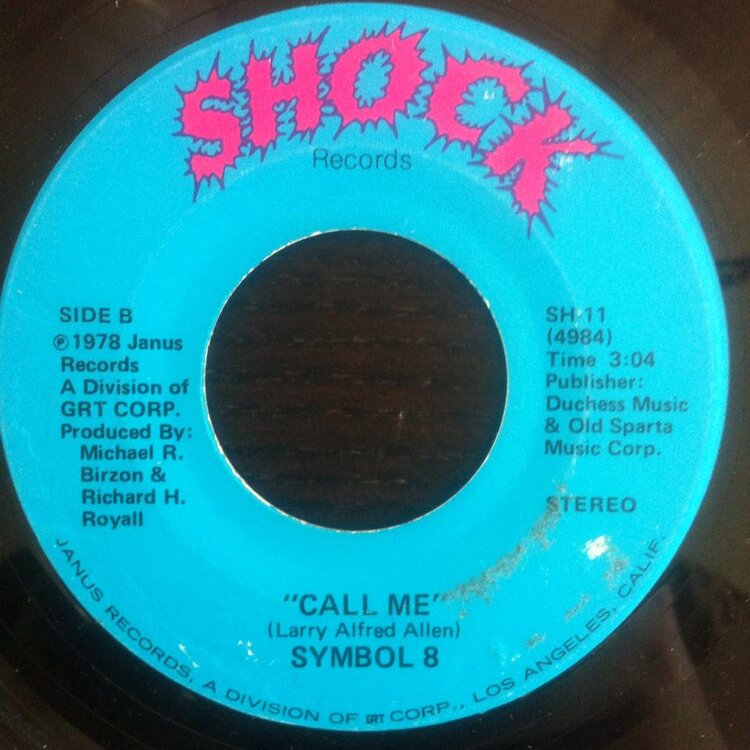 SHOCK
Records
SIDE B
℗ 1978 Janus
Records
A Division of
GRT CORP.
Produced By:
Michael R.
Birzon &
Richard H.
Royall
SH-11
(4984)
Time 3:04
Publisher:
Duchess Music
& Old Sparta
Music Corp.
STEREO
"CALL ME"
(Larry Alfred Allen)
SYMBOL 8
JANUS RECORDS, A DIVISION OF GRT CORP., LOS ANGELES, CALIF.